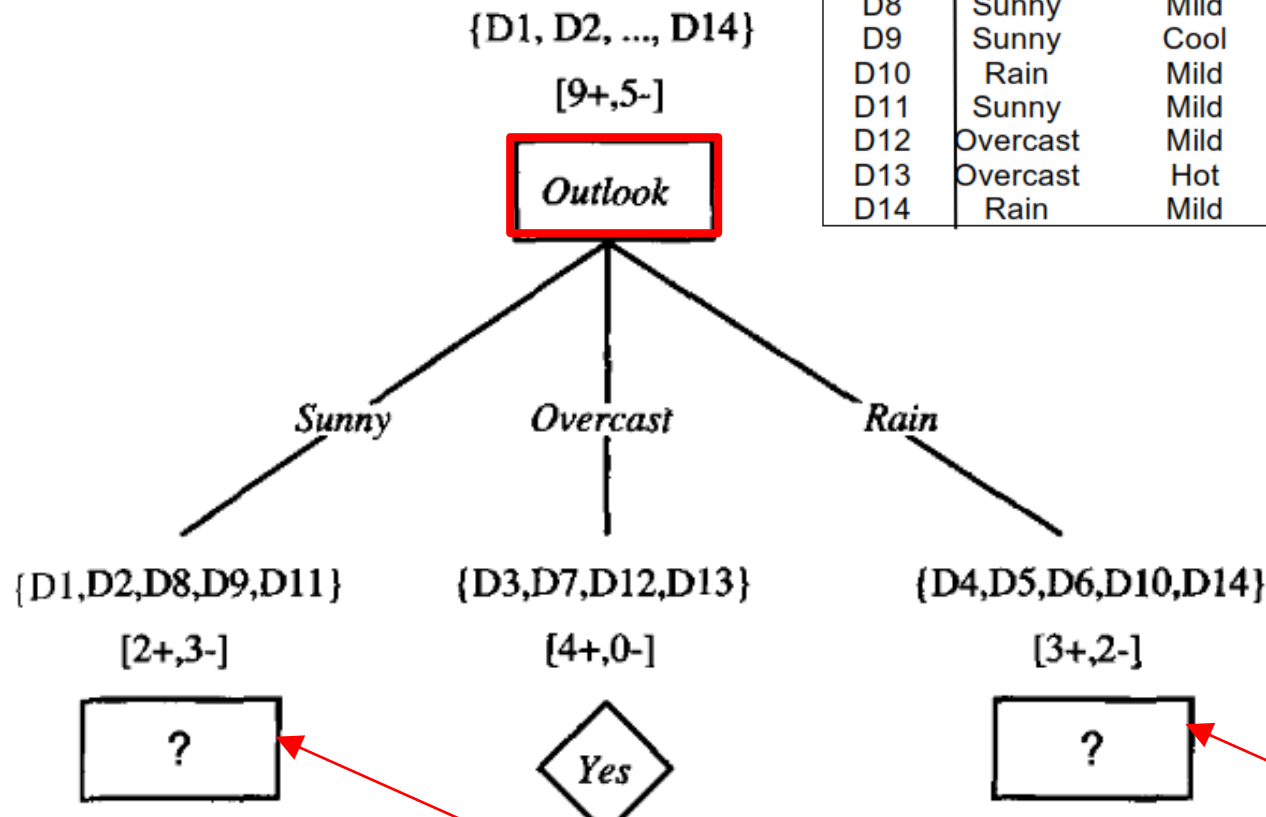 {D1, D2, ..., D14}
[9+,5-]
Outlook
D8 Sunny Mild
D9 Sunny Cool
D10 Rain Mild
D11 Sunny Mild
D12 Overcast Mild
D13 Overcast Hot
D14 Rain Mild
Sunny Overcast Rain
{D1,D2,D8,D9,D11} {D3,D7,D12,D13} {D4,D5,D6,D10,D14}
[2+,3-] [4+,0-] [3+,2-]
? Yes ?